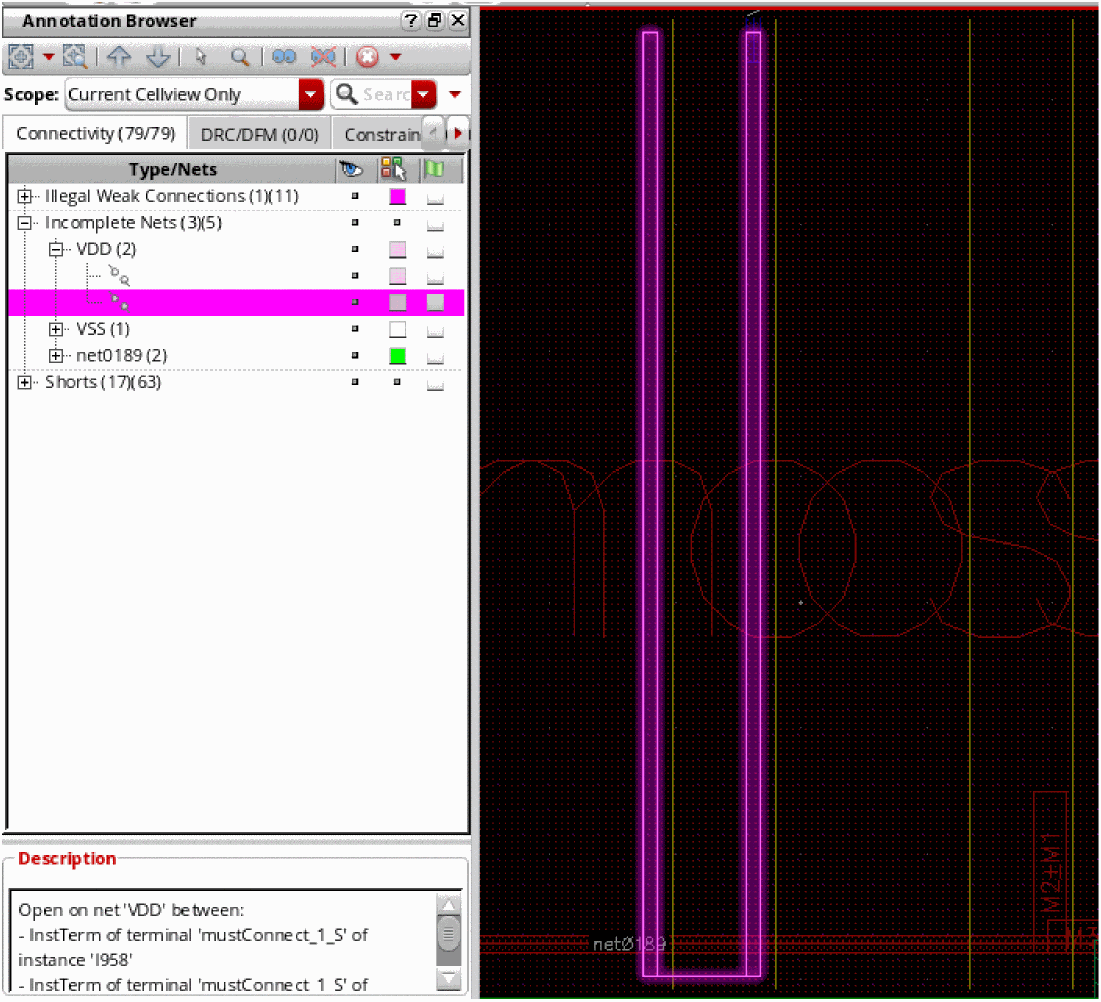 Annotation Browser
?
Scope: Current Cellview Only
Searc
Connectivity (79/79) DRC/DFM (0/0) Constrain
Type/Nets
Illegal Weak Connections (1)(11)
Incomplete Nets (3)(5)
VDD (2)
VSS (1)
net0189 (2)
Shorts (17)(63)
Description
Open on net 'VDD' between:
- InstTerm of terminal 'mustConnect_1_S' of
instance 'I958'
- InstTerm of terminal 'mustConnect_1_S' of
net0189
M2±M1